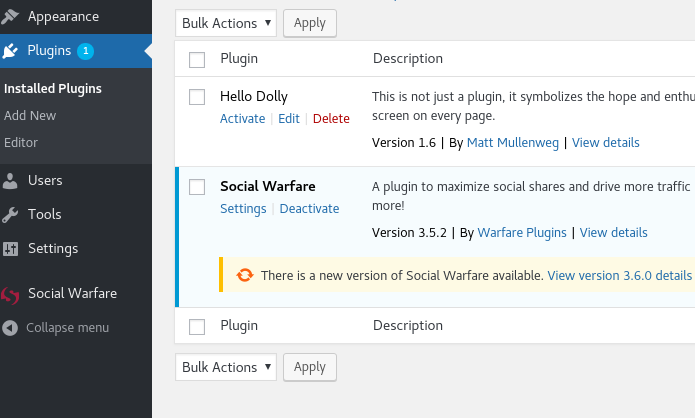 Appearance
Plugins 1
Installed Plugins
Add New
Editor
Users
Tools
Settings
Social Warfare
Collapse menu
Bulk Actions Apply
Plugin Description
Hello Dolly
Activate | Edit | Delete
This is not just a plugin, it symbolizes the hope and enthu
screen on every page.
Version 1.6 | By Matt Mullenweg | View details
Social Warfare
Settings | Deactivate
A plugin to maximize social shares and drive more traffic
more!
Version 3.5.2 | By Warfare Plugins | View details
There is a new version of Social Warfare available. View version 3.6.0 details
Plugin Description
Bulk Actions Apply